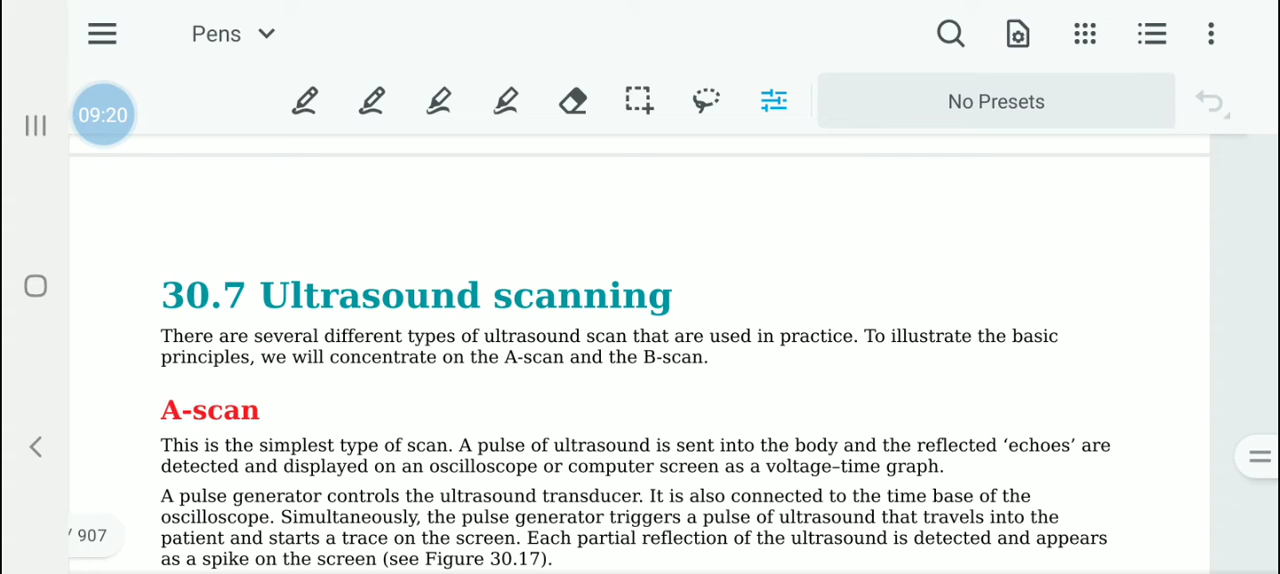 Pens
09:20
No Presets
30.7 Ultrasound scanning
There are several different types of ultrasound scan that are used in practice. To illustrate the basic
principles, we will concentrate on the A-scan and the B-scan.
A-scan
This is the simplest type of scan. A pulse of ultrasound is sent into the body and the reflected ‘echoes’ are
detected and displayed on an oscilloscope or computer screen as a voltage–time graph.
A pulse generator controls the ultrasound transducer. It is also connected to the time base of the
oscilloscope. Simultaneously, the pulse generator triggers a pulse of ultrasound that travels into the
patient and starts a trace on the screen. Each partial reflection of the ultrasound is detected and appears
as a spike on the screen (see Figure 30.17).
/ 907